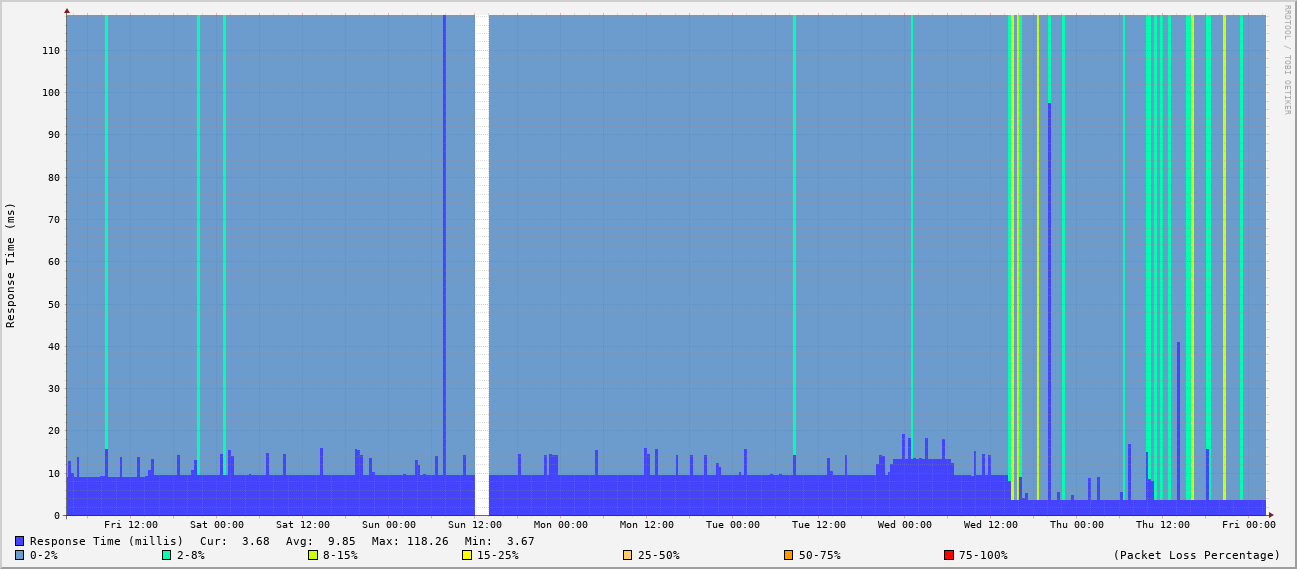 RRDTOOL / TOBI OETIKER
Response Time (ms)
110
100
90
80
70
60
50
40
30
20
10
0
Fri 12:00 Sat 00:00 Sat 12:00 Sun 00:00 Sun 12:00 Mon 00:00 Mon 12:00 Tue 00:00 Tue 12:00 Wed 00:00 Wed 12:00 Thu 00:00 Thu 12:00 Fri 00:00
Response Time (millis) Cur: 3.68 Avg: 9.85 Max: 118.26 Min: 3.67
0-2% 2-8% 8-15% 15-25% 25-50% 50-75% 75-100% (Packet Loss Percentage)